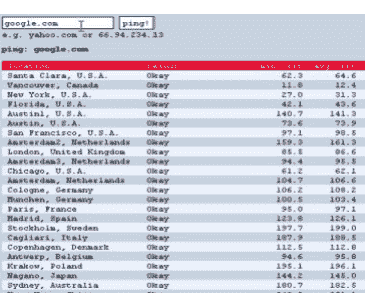 google.com ping!
e.g. yahoo.com or 66.94.234.13
ping: google.com
Santa Clara, U.S.A. Okay 62.3 64.6
Vancouver, Canada Okay 11.8 12.4
New York, U.S.A. Okay 27.0 31.3
Florida, U.S.A. Okay 42.1 43.6
Austin1, U.S.A. Okay 140.7 141.3
Austin, U.S.A. Okay 73.6 73.9
San Francisco, U.S.A. Okay 97.1 98.5
Amsterdam2, Netherlands Okay 159.3 161.3
London, United Kingdom Okay 85.5 86.6
Amsterdam3, Netherlands Okay 94.4 95.5
Chicago, U.S.A. Okay 61.2 62.1
Amsterdam, Netherlands Okay 104.7 106.6
Cologne, Germany Okay 106.2 108.2
Munchen, Germany Okay 100.5 103.4
Paris, France Okay 95.0 97.1
Madrid, Spain Okay 123.8 126.1
Stockholm, Sweden Okay 197.7 199.0
Cagliari, Italy Okay 187.9 188.5
Copenhagen, Denmark Okay 112.5 112.8
Antwerp, Belgium Okay 94.6 95.8
Krakow, Poland Okay 195.1 196.1
Nagano, Japan Okay 144.2 145.0
Sydney, Australia Okay 180.7 182.5